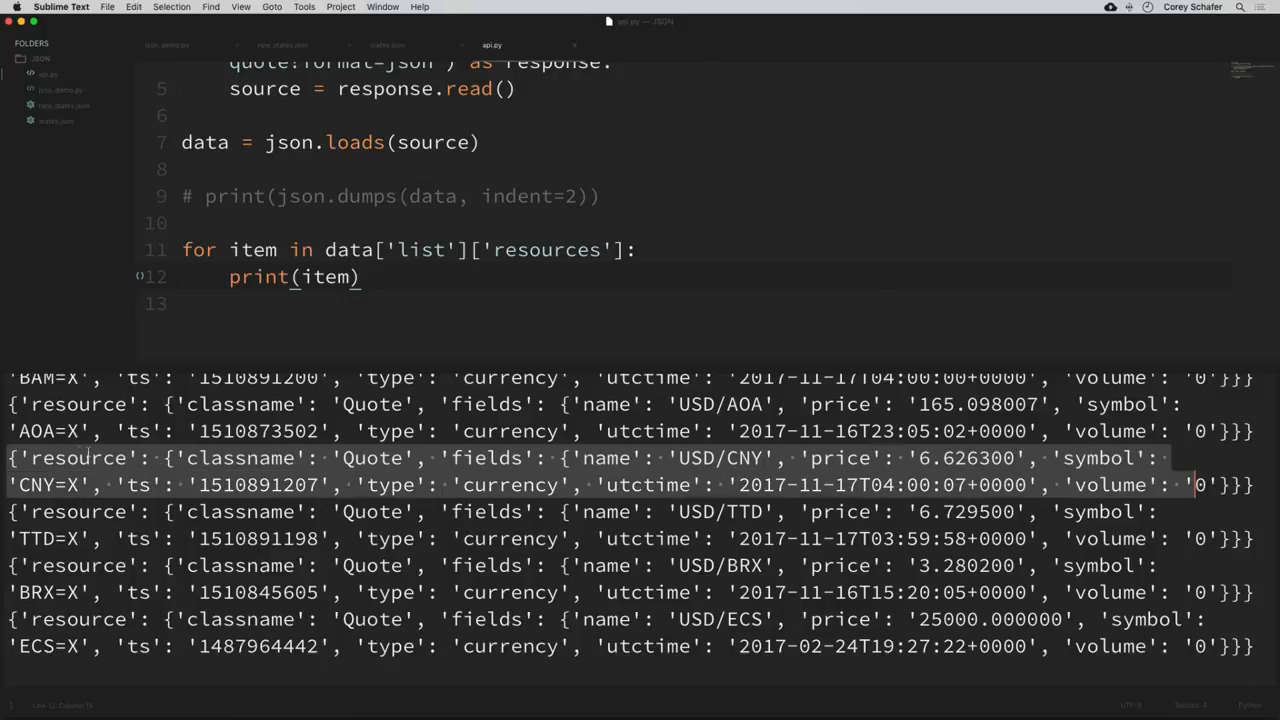 Sublime Text File Edit Selection Find View Goto Tools Project Window Help Corey Schafer
api.py — JSON
FOLDERS
JSON
api.py
json_demo.py
new_states.json
states.json
json_demo.py new_states.json states.json api.py
quote?format=json") as response:
5 source = response.read()
6
7 data = json.loads(source)
8
9 # print(json.dumps(data, indent=2))
10
11 for item in data['list']['resources']:
12 print(item)
13
'BAM=X', 'ts': '1510891200', 'type': 'currency', 'utctime': '2017-11-17T04:00:00+0000', 'volume': '0'}}}
{'resource': {'classname': 'Quote', 'fields': {'name': 'USD/AOA', 'price': '165.098007', 'symbol':
'AOA=X', 'ts': '1510873502', 'type': 'currency', 'utctime': '2017-11-16T23:05:02+0000', 'volume': '0'}}}
{'resource': {'classname': 'Quote', 'fields': {'name': 'USD/CNY', 'price': '6.626300', 'symbol':
'CNY=X', 'ts': '1510891207', 'type': 'currency', 'utctime': '2017-11-17T04:00:07+0000', 'volume': '0'}}}
{'resource': {'classname': 'Quote', 'fields': {'name': 'USD/TTD', 'price': '6.729500', 'symbol':
'TTD=X', 'ts': '1510891198', 'type': 'currency', 'utctime': '2017-11-17T03:59:58+0000', 'volume': '0'}}}
{'resource': {'classname': 'Quote', 'fields': {'name': 'USD/BRX', 'price': '3.280200', 'symbol':
'BRX=X', 'ts': '1510845605', 'type': 'currency', 'utctime': '2017-11-16T15:20:05+0000', 'volume': '0'}}}
{'resource': {'classname': 'Quote', 'fields': {'name': 'USD/ECS', 'price': '25000.000000', 'symbol':
'ECS=X', 'ts': '1487964442', 'type': 'currency', 'utctime': '2017-02-24T19:27:22+0000', 'volume': '0'}}}
Line 12, Column 15 UTF-8 Spaces: 4 Python